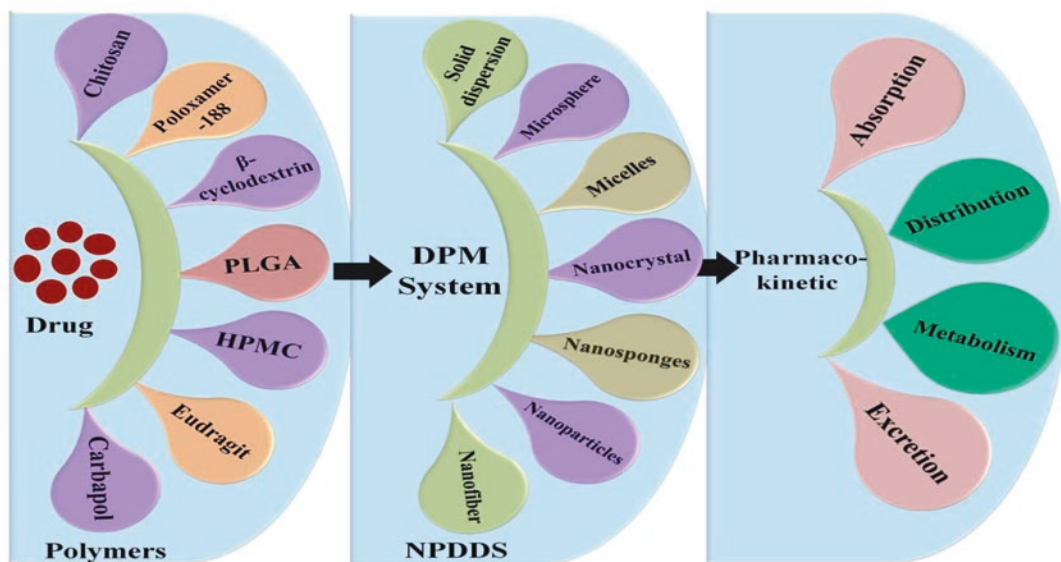 Chitosan
Poloxamer
-188
β-
cyclodextrin
PLGA
HPMC
Eudragit
Carbapol
Drug
Polymers
Solid
dispersion
Microsphere
Micelles
Nanocrystal
Nanosponges
Nanoparticles
Nanofiber
DPM
System
NPDDS
Absorption
Distribution
Metabolism
Excretion
Pharmaco-
kinetic